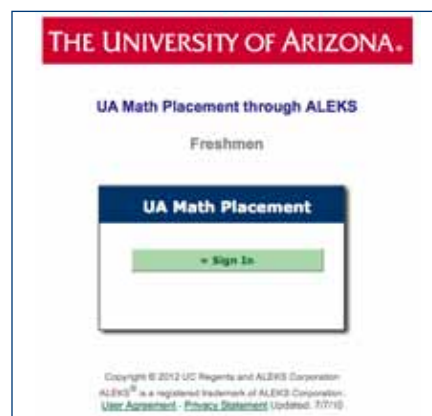 THE UNIVERSITY OF ARIZONA.
UA Math Placement through ALEKS
Freshmen
UA Math Placement
» Sign In
Copyright © 2012 UC Regents and ALEKS Corporation
ALEKS® is a registered trademark of ALEKS Corporation.
User Agreement - Privacy Statement Updated: 7/7/10